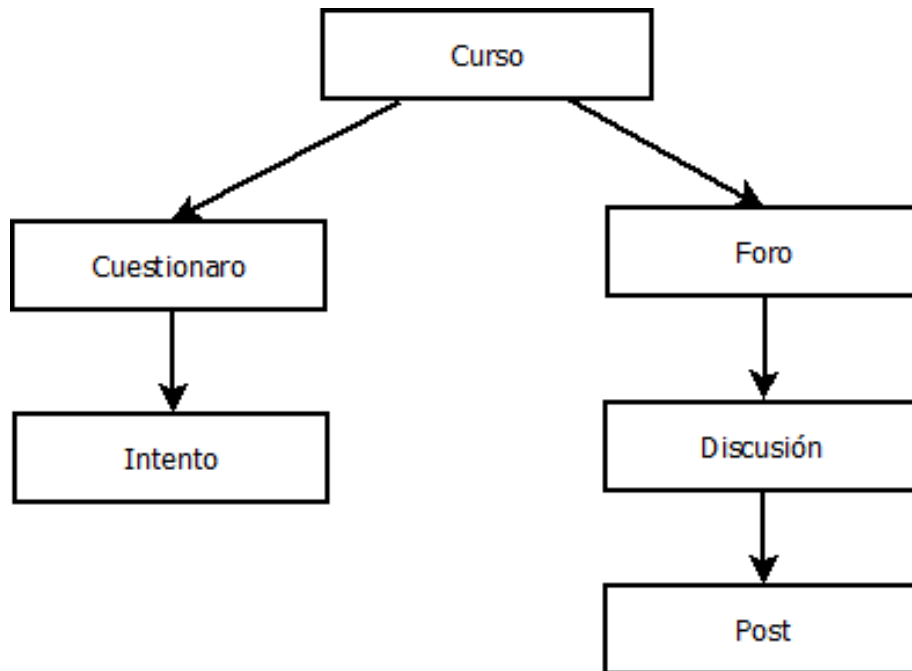 Curso
Cuestionaro
Foro
Intento
Discusión
Post